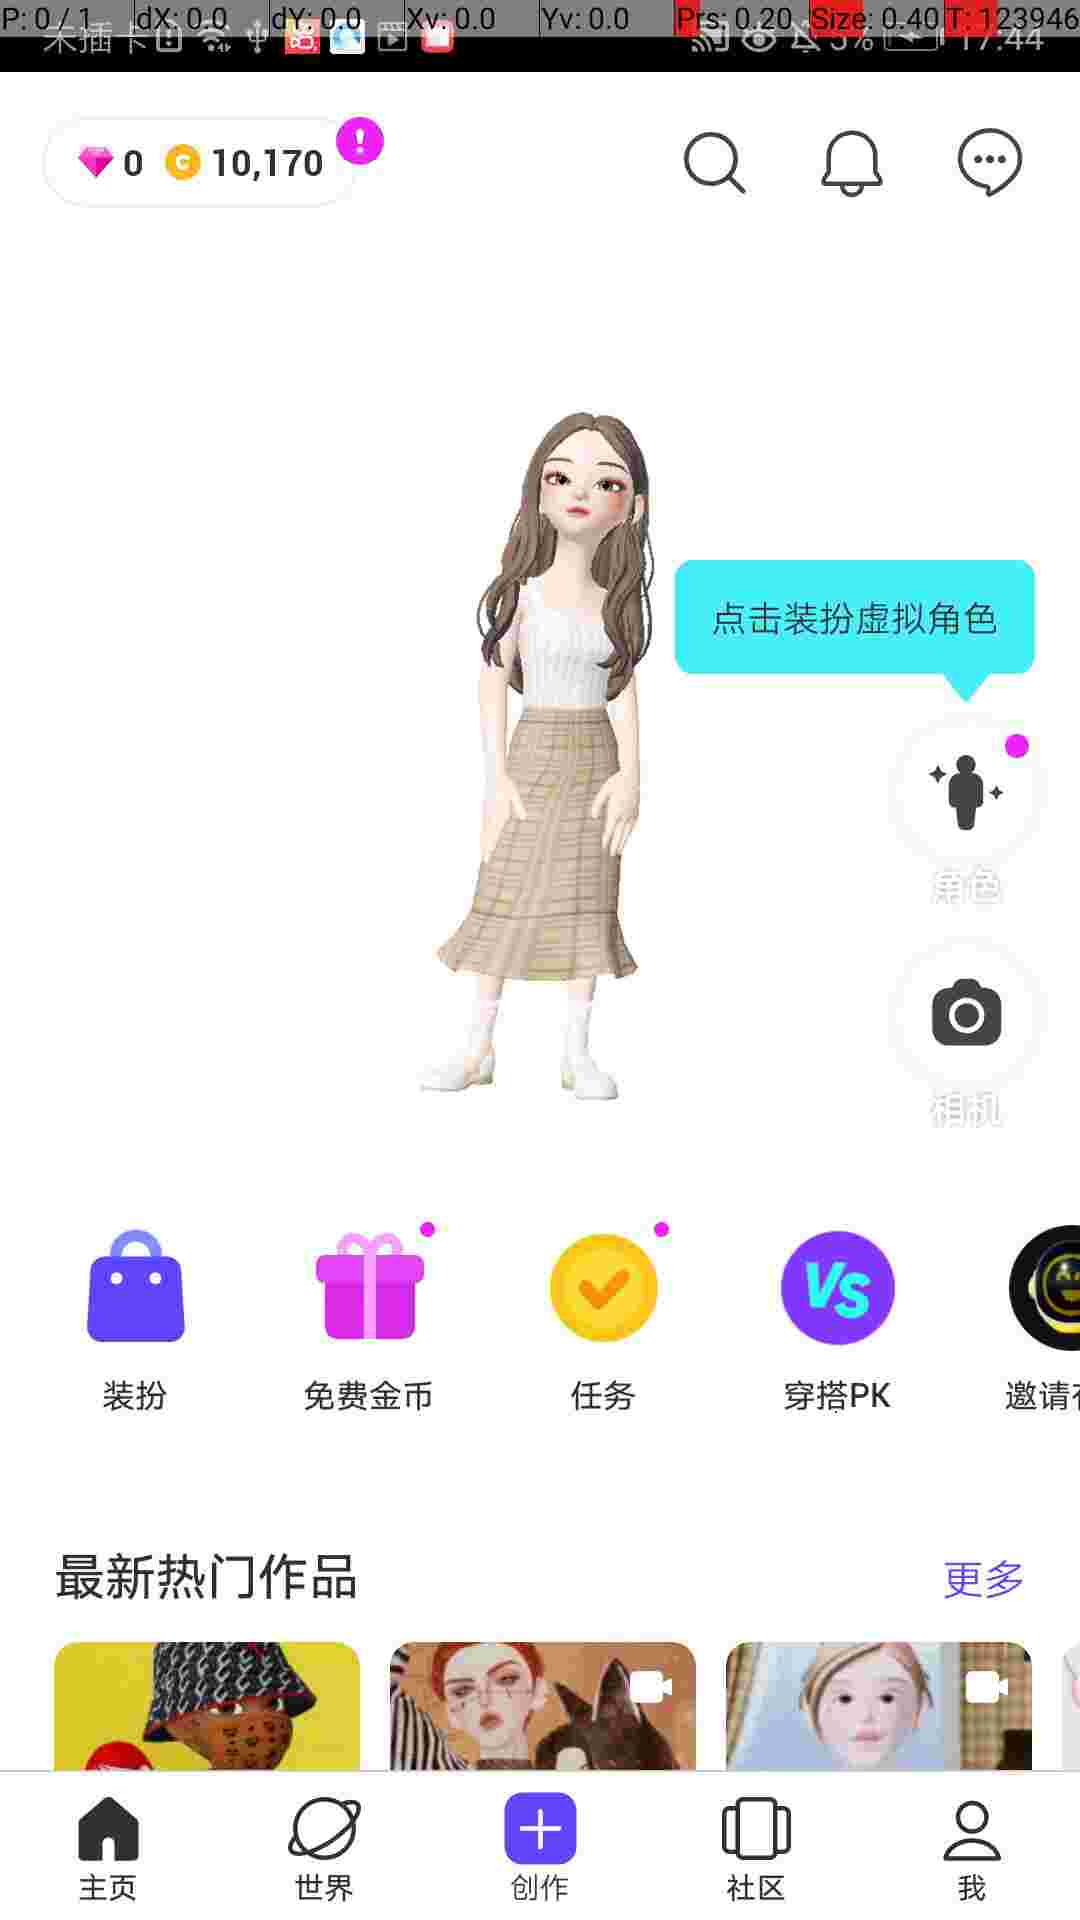 P: 0 / 1 dX: 0.0 dY: 0.0 Xv: 0.0 Yv: 0.0 Prs: 0.20 Size: 0.40 T: 123946
未插卡 5% 17:44
0 10,170
点击装扮虚拟角色
角色
相机
VS
装扮 免费金币 任务 穿搭PK 邀请
最新热门作品 更多
主页 世界 创作 社区 我